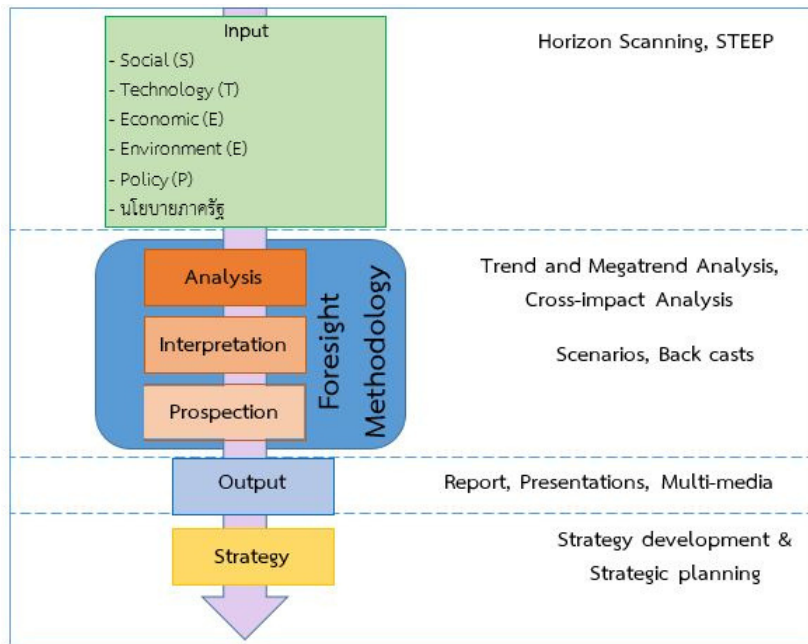 Input
- Social (S)
- Technology (T)
- Economic (E)
- Environment (E)
- Policy (P)
- นโยบายภาครัฐ
Horizon Scanning, STEEP
Analysis
Interpretation
Prospection
Foresight
Methodology
Trend and Megatrend Analysis,
Cross-impact Analysis
Scenarios, Back casts
Output
Report, Presentations, Multi-media
Strategy
Strategy development &
Strategic planning